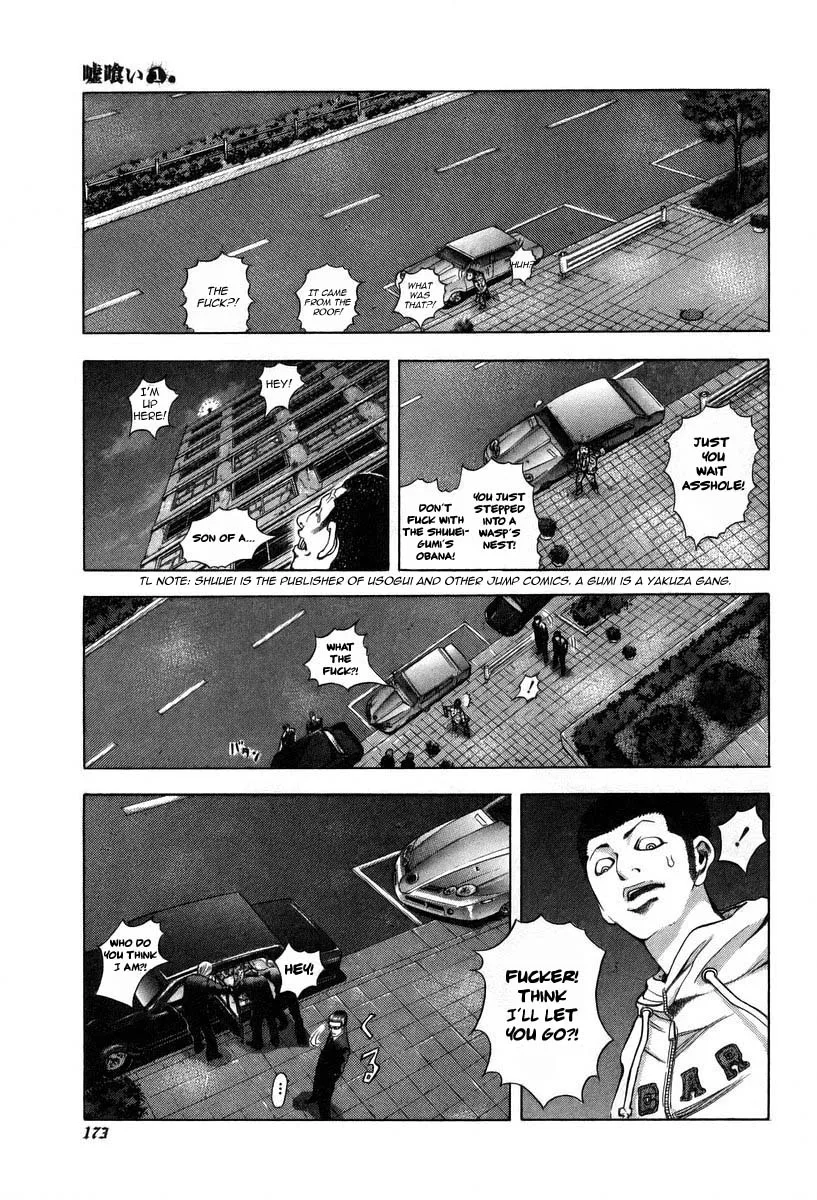 嘘喰い 1.
HUH?
WHAT
WAS
THAT?!
IT CAME
FROM THE
ROOF!
THE
FUCK?!
JUST
YOU
WAIT
ASSHOLE!
YOU JUST
STEPPED
INTO A
WASP'S
NEST!
DON'T
FUCK WITH
THE SHUUEI-
GUMI'S
OBANA!
HEY!
I'M
UP
HERE!
SON OF A...
TL NOTE: SHUUEI IS THE PUBLISHER OF USOGUI AND OTHER JUMP COMICS. A GUMI IS A YAKUZA GANG.
!
WHAT
THE
FUCK?!
バタン
!
FUCKER!
THINK
I'LL LET
YOU GO?!
CAR
HEY!
WHO DO
YOU THINK
I AM?!
くる
...
173